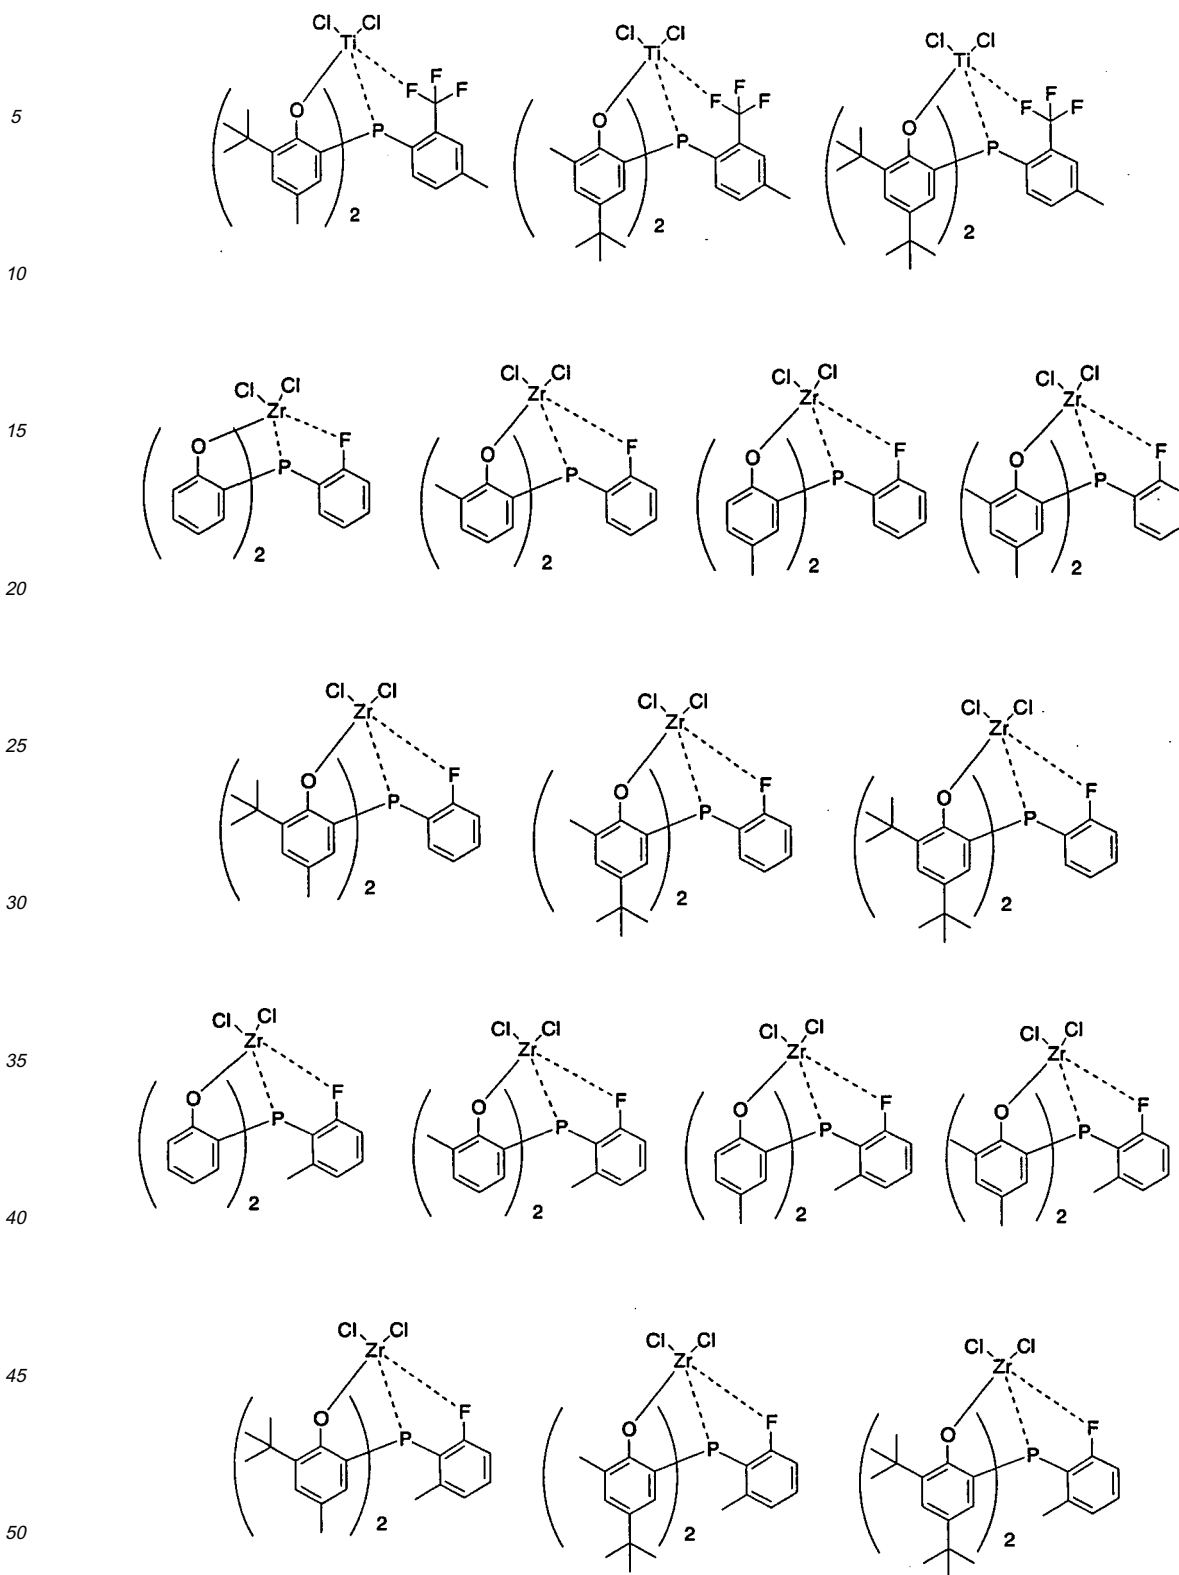 Cl Cl Cl Cl Cl Cl
Ti Ti Ti
F F F
F F F F F F
5 O P O P O P
2 2 2
10
Cl Cl Cl Cl Cl Cl Cl Cl
Zr Zr Zr Zr
15 O F O F O F O F
P P P P
2 2 2 2
20
Cl Cl Cl Cl Cl Cl
Zr Zr Zr
25 O F O F O F
P P P
2 2 2
30
Cl Cl Cl Cl Cl Cl Cl Cl
Zr Zr Zr Zr
35 O F O F O F O F
P P P P
2 2 2 2
40
Cl Cl Cl Cl Cl Cl
Zr Zr Zr
45 O F O F O F
P P P
2 2 2
50